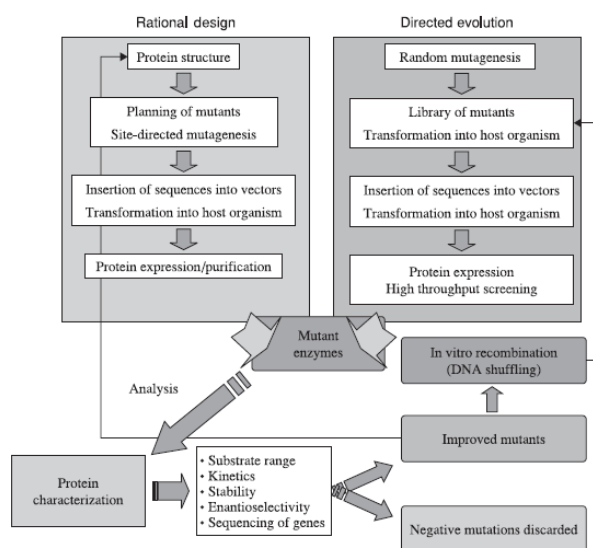 Rational design
Directed evolution
Protein structure
Planning of mutants
Site-directed mutagenesis
Insertion of sequences into vectors
Transformation into host organism
Protein expression/purification
Random mutagenesis
Library of mutants
Transformation into host organism
Insertion of sequences into vectors
Transformation into host organism
Protein expression
High throughput screening
Mutant
enzymes
In vitro recombination
(DNA shuffling)
Analysis
Improved mutants
Protein
characterization
• Substrate range
• Kinetics
• Stability
• Enantioselectivity
• Sequencing of genes
Negative mutations discarded